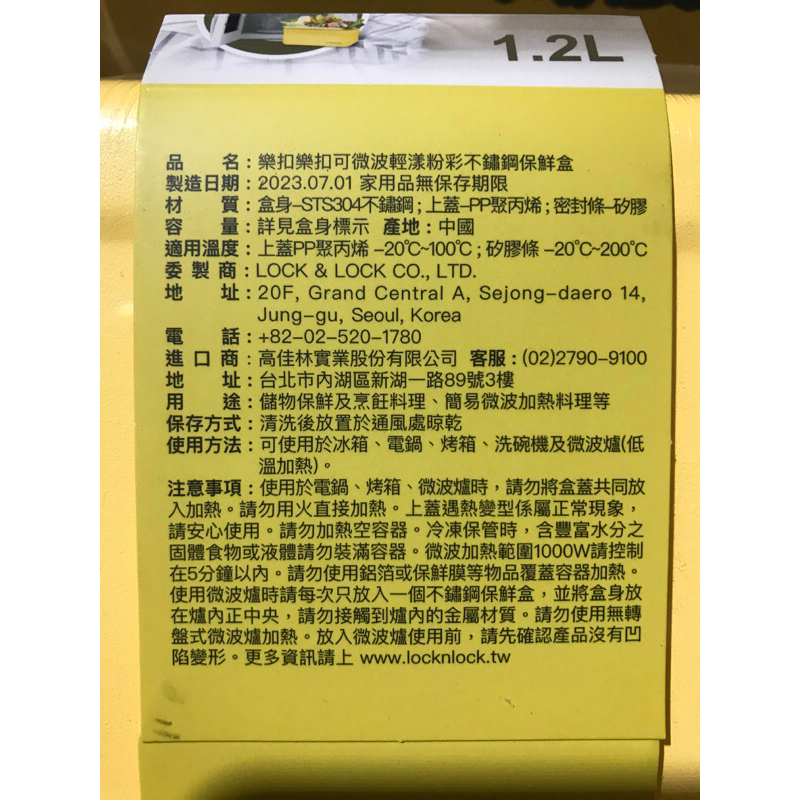 1.2L
品　　名：樂扣樂扣可微波輕漾粉彩不鏽鋼保鮮盒
製造日期：2023.07.01 家用品無保存期限
材　　質：盒身–STS304不鏽鋼；上蓋–PP聚丙烯；密封條–矽膠
容　　量：詳見盒身標示 產地：中國
適用溫度：上蓋PP聚丙烯 –20℃~100℃；矽膠條 –20℃~200℃
委 製 商：LOCK & LOCK CO., LTD.
地　　址：20F, Grand Central A, Sejong–daero 14,
Jung–gu, Seoul, Korea
電　　話：+82–02–520–1780
進 口 商：高佳林實業股份有限公司 客服：(02)2790–9100
地　　址：台北市內湖區新湖一路89號3樓
用　　途：儲物保鮮及烹飪料理、簡易微波加熱料理等
保存方式：清洗後放置於通風處晾乾
使用方法：可使用於冰箱、電鍋、烤箱、洗碗機及微波爐(低
溫加熱)。
注意事項：使用於電鍋、烤箱、微波爐時，請勿將盒蓋共同放
入加熱。請勿用火直接加熱。上蓋遇熱變型係屬正常現象，
請安心使用。請勿加熱空容器。冷凍保管時，含豐富水分之
固體食物或液體請勿裝滿容器。微波加熱範圍1000W請控制
在5分鐘以內。請勿使用鋁箔或保鮮膜等物品覆蓋容器加熱。
使用微波爐時請每次只放入一個不鏽鋼保鮮盒，並將盒身放
在爐內正中央，請勿接觸到爐內的金屬材質。請勿使用無轉
盤式微波爐加熱。放入微波爐使用前，請先確認產品沒有凹
陷變形。更多資訊請上 www.locknlock.tw